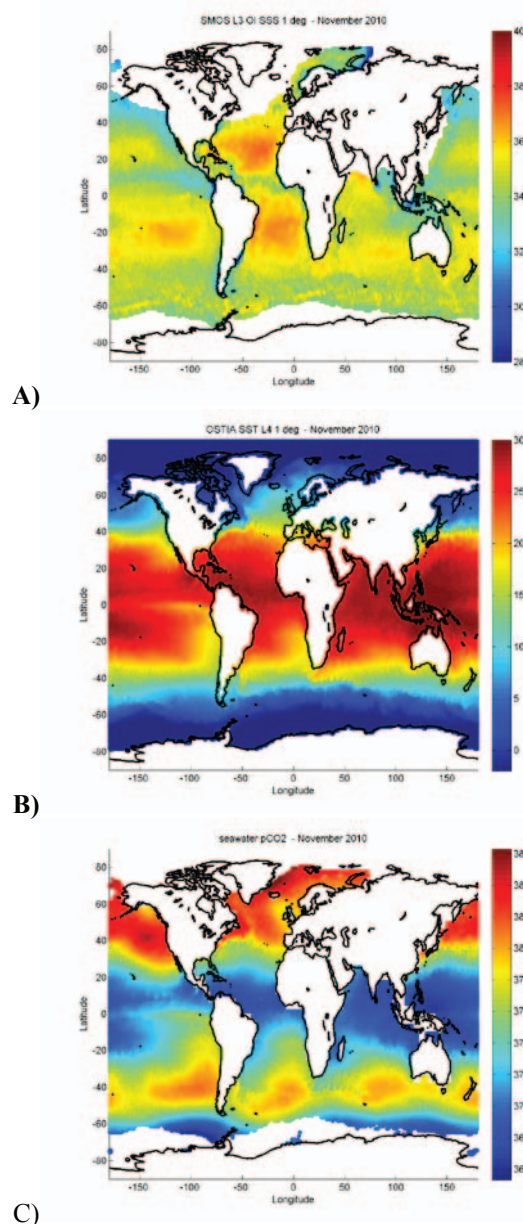 SMOS L3 OI SSS 1 deg - November 2010
80
60
40
20
0
-20
-40
-60
-80
Latitude
-150 -100 -50 0 50 100 150
Longitude
40
38
36
34
32
30
28
A)
OSTIA SST L4 1 deg - November 2010
80
60
40
20
0
-20
-40
-60
-80
Latitude
-150 -100 -50 0 50 100 150
Longitude
30
25
20
15
10
5
0
B)
seawater pCO2 - November 2010
80
60
40
20
0
-20
-40
-60
-80
Latitude
-150 -100 -50 0 50 100 150
Longitude
C)